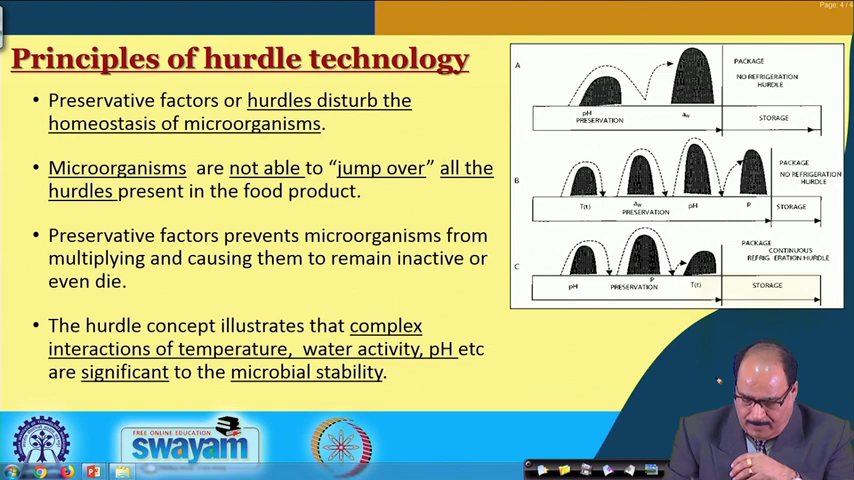 Page: 4 / 4
Principles of hurdle technology
• Preservative factors or hurdles disturb the
homeostasis of microorganisms.
• Microorganisms are not able to “jump over” all the
hurdles present in the food product.
• Preservative factors prevents microorganisms from
multiplying and causing them to remain inactive or
even die.
• The hurdle concept illustrates that complex
interactions of temperature, water activity, pH etc
are significant to the microbial stability.
A
PACKAGE
NO REFRIGERATION
HURDLE
pH
aw
PRESERVATION
STORAGE
B
PACKAGE
NO REFRIGERATION
HURDLE
T(t)
aw
pH
P
PRESERVATION
STORAGE
C
PACKAGE
CONTINUOUS
REFRIG ERATION HURDLE
pH
P
T(t)
PRESERVATION
STORAGE
FREE ONLINE EDUCATION
swayam